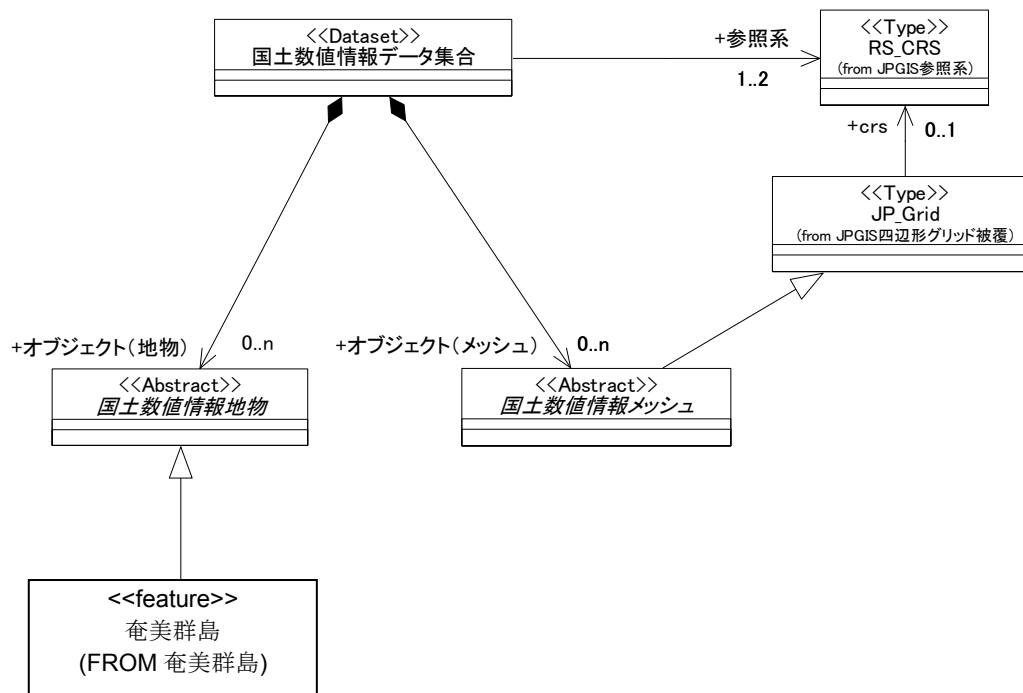 <<Dataset>>
国土数値情報データ集合
+参照系
1..2
<<Type>>
RS_CRS
(from JPGIS参照系)
+crs
0..1
<<Type>>
JP_Grid
(from JPGIS四辺形グリッド被覆)
+オブジェクト(地物)
0..n
+オブジェクト(メッシュ)
0..n
<<Abstract>>
国土数値情報地物
<<Abstract>>
国土数値情報メッシュ
<<feature>>
奄美群島
(FROM 奄美群島)